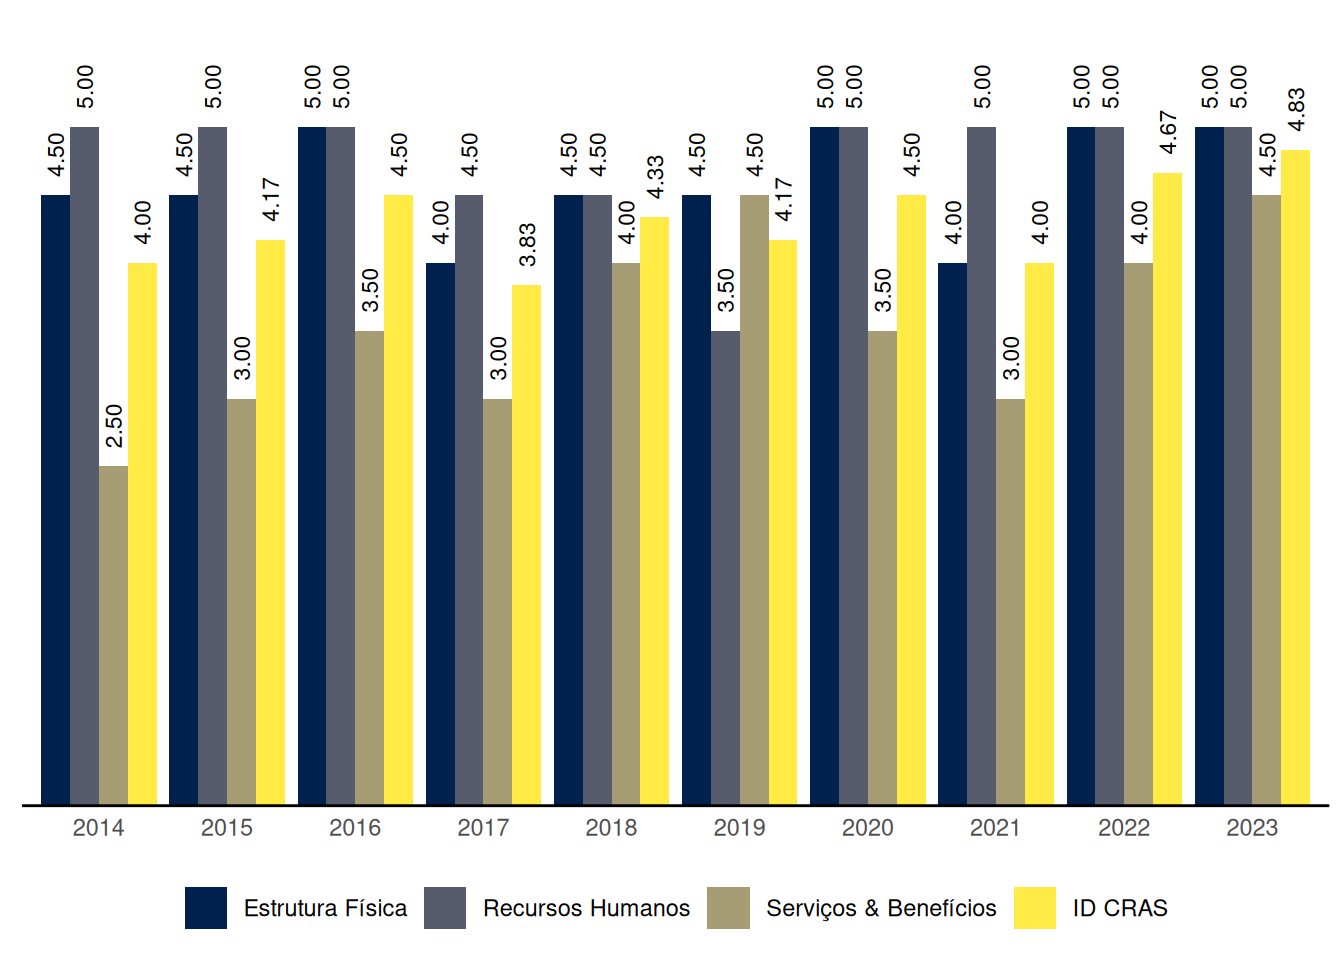 4.50 5.00 2.50 4.00 4.50 5.00 3.00 4.17 5.00 5.00 3.50 4.50 4.00 4.50 3.00 3.83 4.50 4.50 4.00 4.33 4.50 3.50 4.50 4.17 5.00 5.00 3.50 4.50 4.00 5.00 3.00 4.00 5.00 5.00 4.00 4.67 5.00 5.00 4.50 4.83
2014 2015 2016 2017 2018 2019 2020 2021 2022 2023
Estrutura Física Recursos Humanos Serviços & Benefícios ID CRAS